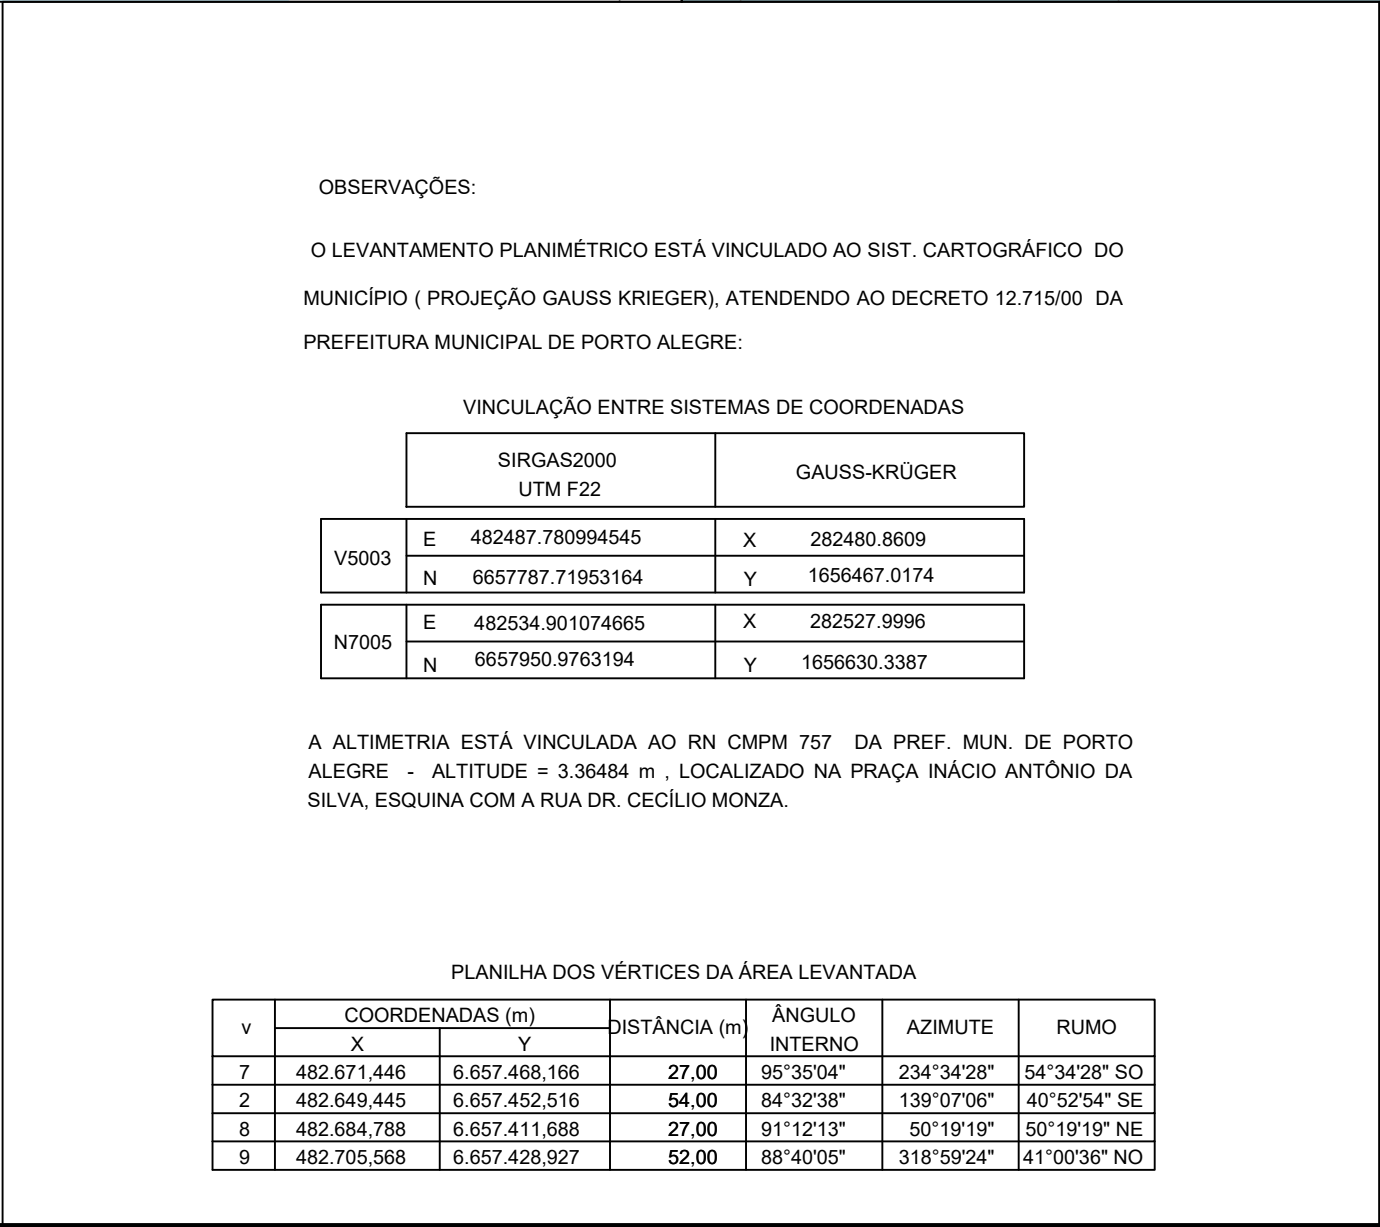 OBSERVAÇÕES:
O LEVANTAMENTO PLANIMÉTRICO ESTÁ VINCULADO AO SIST. CARTOGRÁFICO DO
MUNICÍPIO ( PROJEÇÃO GAUSS KRIEGER), ATENDENDO AO DECRETO 12.715/00 DA
PREFEITURA MUNICIPAL DE PORTO ALEGRE:
VINCULAÇÃO ENTRE SISTEMAS DE COORDENADAS
SIRGAS2000
UTM F22
GAUSS-KRÜGER
V5003
E 482487.780994545 X 282480.8609
N 6657787.71953164 Y 1656467.0174
N7005
E 482534.901074665 X 282527.9996
N 6657950.9763194 Y 1656630.3387
A ALTIMETRIA ESTÁ VINCULADA AO RN CMPM 757 DA PREF. MUN. DE PORTO
ALEGRE - ALTITUDE = 3.36484 m , LOCALIZADO NA PRAÇA INÁCIO ANTÔNIO DA
SILVA, ESQUINA COM A RUA DR. CECÍLIO MONZA.
PLANILHA DOS VÉRTICES DA ÁREA LEVANTADA
v COORDENADAS (m) DISTÂNCIA (m) ÂNGULO INTERNO AZIMUTE RUMO
X Y
7 482.671,446 6.657.468,166 27,00 95°35'04" 234°34'28" 54°34'28" SO
2 482.649,445 6.657.452,516 54,00 84°32'38" 139°07'06" 40°52'54" SE
8 482.684,788 6.657.411,688 27,00 91°12'13" 50°19'19" 50°19'19" NE
9 482.705,568 6.657.428,927 52,00 88°40'05" 318°59'24" 41°00'36" NO